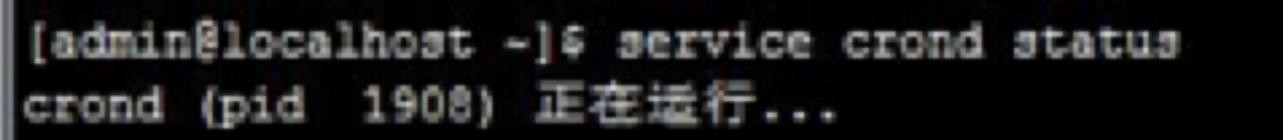 [admin@localhost ~]$ service crond status
crond (pid  1908) 正在运行...